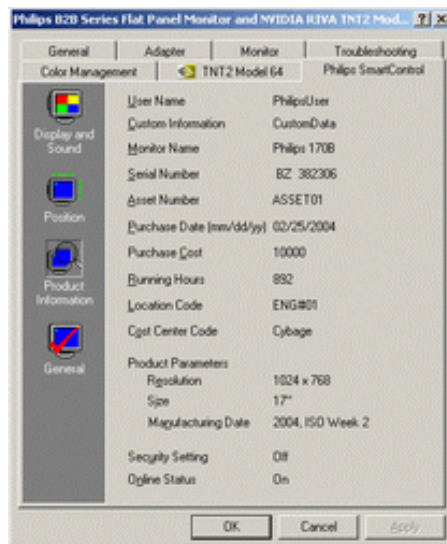 Philips B2B Series Flat Panel Monitor and NVIDIA RIVA TNT2 Mod...
General Adapter Monitor Troubleshooting
Color Management TNT2 Model 64 Philips SmartControl
Display and Sound
Position
Product Information
General
User Name PhilipsUser
Custom Information CustomData
Monitor Name Philips 170B
Serial Number BZ 382306
Asset Number ASSET01
Purchase Date (mm/dd/yy) 02/25/2004
Purchase Cost 10000
Running Hours 892
Location Code ENG#01
Cost Center Code Cybage
Product Parameters
Resolution 1024 x 768
Size 17"
Manufacturing Date 2004, ISO Week 2
Security Setting Off
Online Status On
OK Cancel Apply